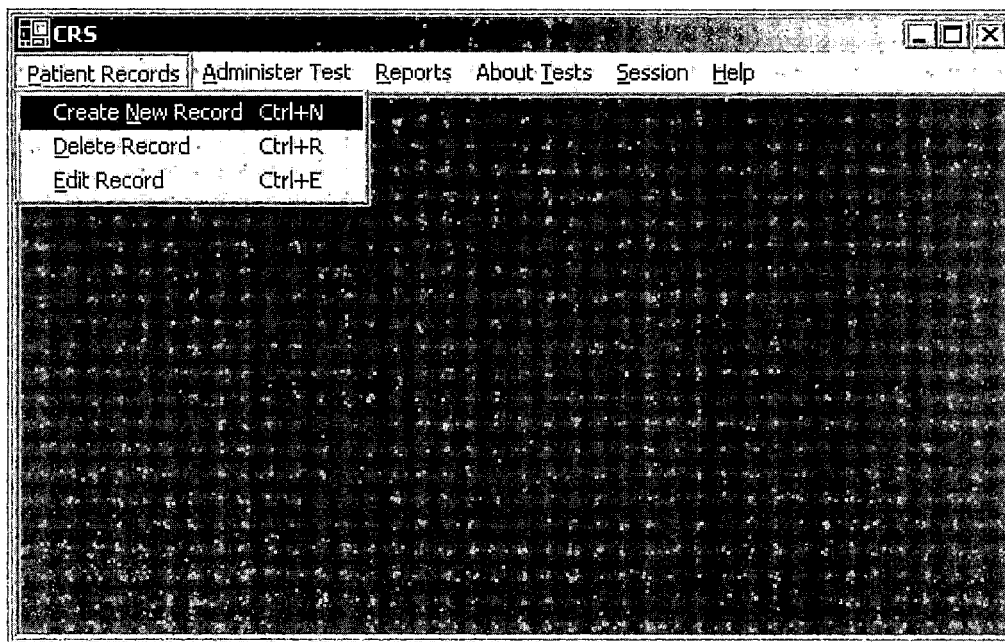 CRS
Patient Records Administer Test Reports About Tests Session Help
Create New Record Ctrl+N
Delete Record Ctrl+R
Edit Record Ctrl+E